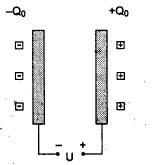 -Q₀ +Q₀
- +
- +
- +
- +
U